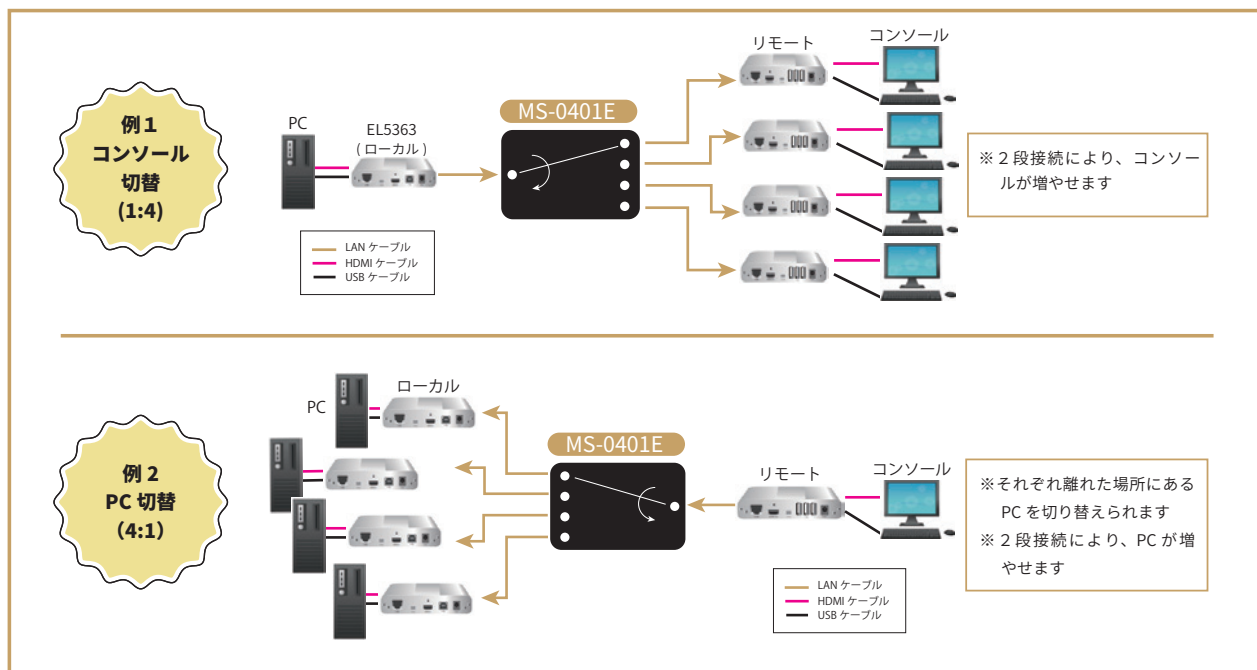 例１
コンソール
切替
(1:4)
PC
EL5363
( ローカル )
MS-0401E
リモート
コンソール
※２段接続により、コンソー
ルが増やせます
LAN ケーブル
HDMI ケーブル
USB ケーブル
例 2
PC 切替
(4:1)
PC
ローカル
MS-0401E
リモート
コンソール
※それぞれ離れた場所にある
PC を切り替えられます
※２段接続により、PC が増
やせます
LAN ケーブル
HDMI ケーブル
USB ケーブル